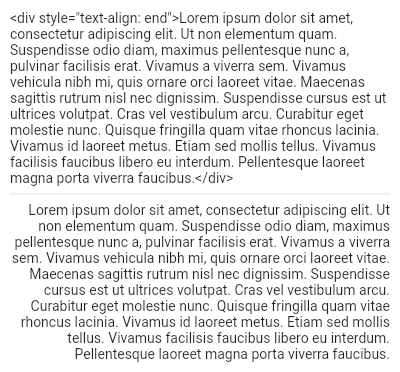 <div style="text-align: end">Lorem ipsum dolor sit amet,
consectetur adipiscing elit. Ut non elementum quam.
Suspendisse odio diam, maximus pellentesque nunc a,
pulvinar facilisis erat. Vivamus a viverra sem. Vivamus
vehicula nibh mi, quis ornare orci laoreet vitae. Maecenas
sagittis rutrum nisl nec dignissim. Suspendisse cursus est ut
ultrices volutpat. Cras vel vestibulum arcu. Curabitur eget
molestie nunc. Quisque fringilla quam vitae rhoncus lacinia.
Vivamus id laoreet metus. Etiam sed mollis tellus. Vivamus
facilisis faucibus libero eu interdum. Pellentesque laoreet
magna porta viverra faucibus.</div>
Lorem ipsum dolor sit amet, consectetur adipiscing elit. Ut
non elementum quam. Suspendisse odio diam, maximus
pellentesque nunc a, pulvinar facilisis erat. Vivamus a viverra
sem. Vivamus vehicula nibh mi, quis ornare orci laoreet vitae.
Maecenas sagittis rutrum nisl nec dignissim. Suspendisse
cursus est ut ultrices volutpat. Cras vel vestibulum arcu.
Curabitur eget molestie nunc. Quisque fringilla quam vitae
rhoncus lacinia. Vivamus id laoreet metus. Etiam sed mollis
tellus. Vivamus facilisis faucibus libero eu interdum.
Pellentesque laoreet magna porta viverra faucibus.